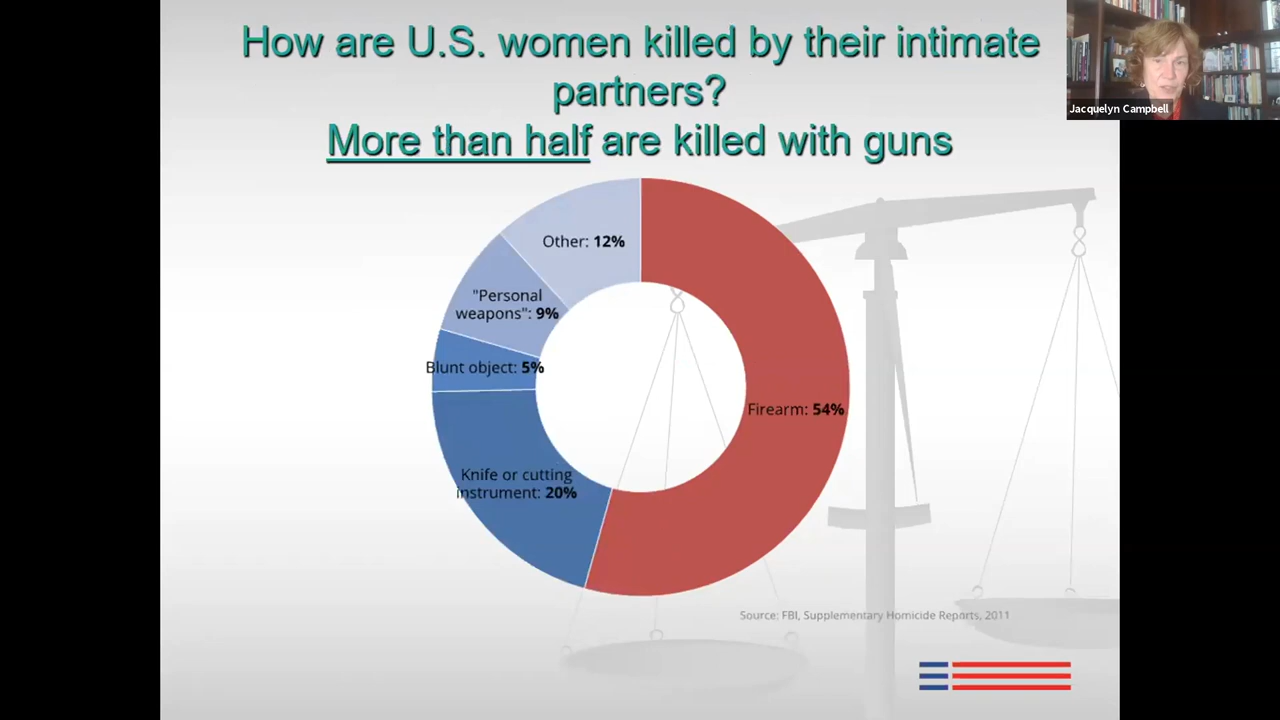 How are U.S. women killed by their intimate
partners?
More than half are killed with guns
Jacquelyn Campbell
Other: 12%
"Personal
weapons": 9%
Blunt object: 5%
Firearm: 54%
Knife or cutting
instrument: 20%
Source: FBI, Supplementary Homicide Reports, 2011